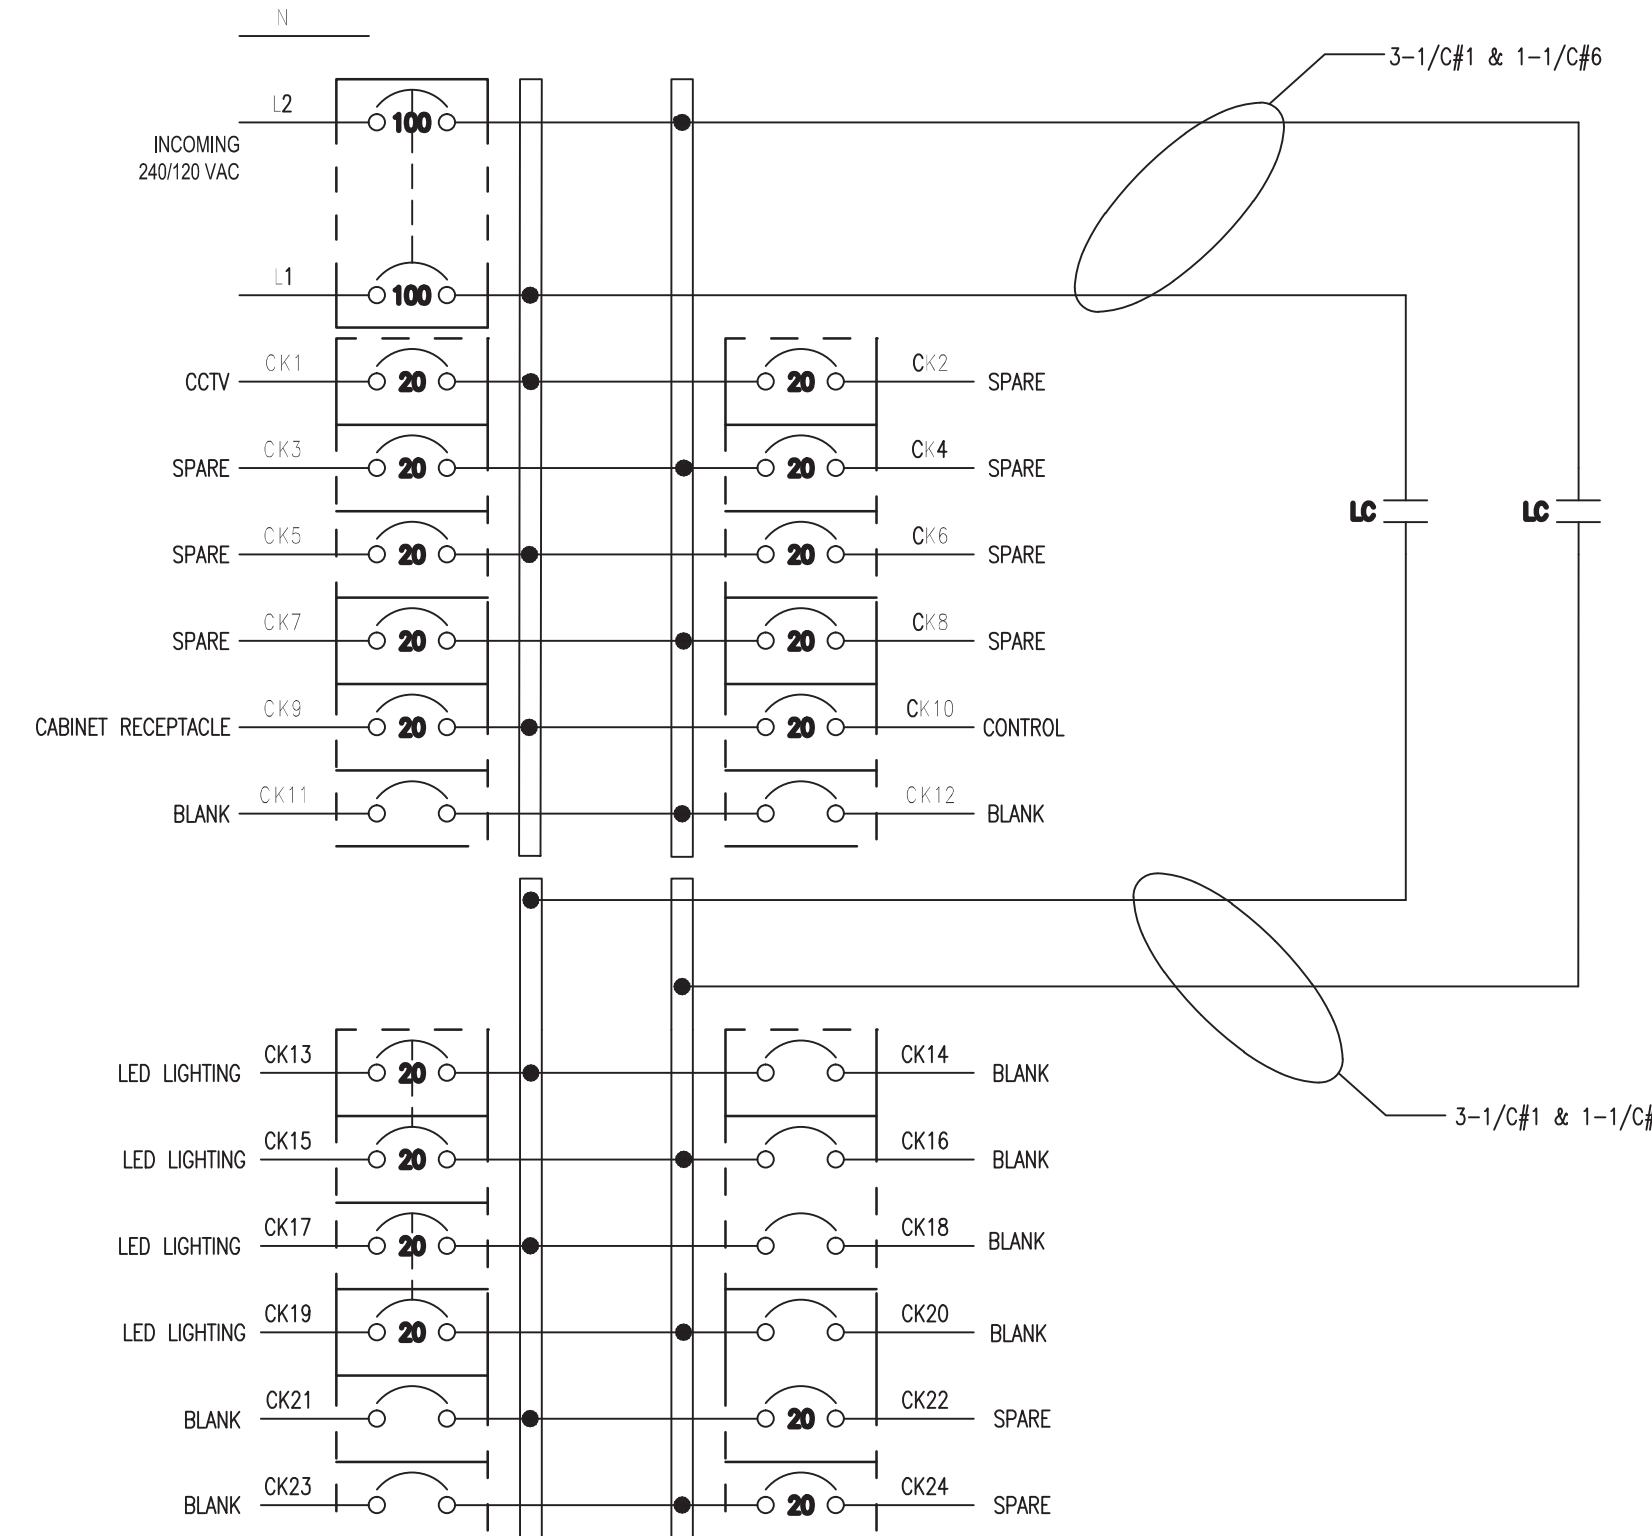 N
3-1/C#1 & 1-1/C#6
L2
100
INCOMING
240/120 VAC
L1
100
CK1
CK2
CCTV
20
20
SPARE
CK3
CK4
SPARE
20
20
SPARE
LC
LC
CK5
CK6
SPARE
20
20
SPARE
CK7
CK8
SPARE
20
20
SPARE
CK9
CK10
CABINET RECEPTACLE
20
20
CONTROL
CK11
CK12
BLANK
BLANK
CK13
CK14
LED LIGHTING
20
BLANK
3-1/C#1 & 1-1/C#
CK15
CK16
LED LIGHTING
20
BLANK
CK17
CK18
LED LIGHTING
20
BLANK
CK19
CK20
LED LIGHTING
20
BLANK
CK21
CK22
BLANK
20
SPARE
CK23
CK24
BLANK
20
SPARE